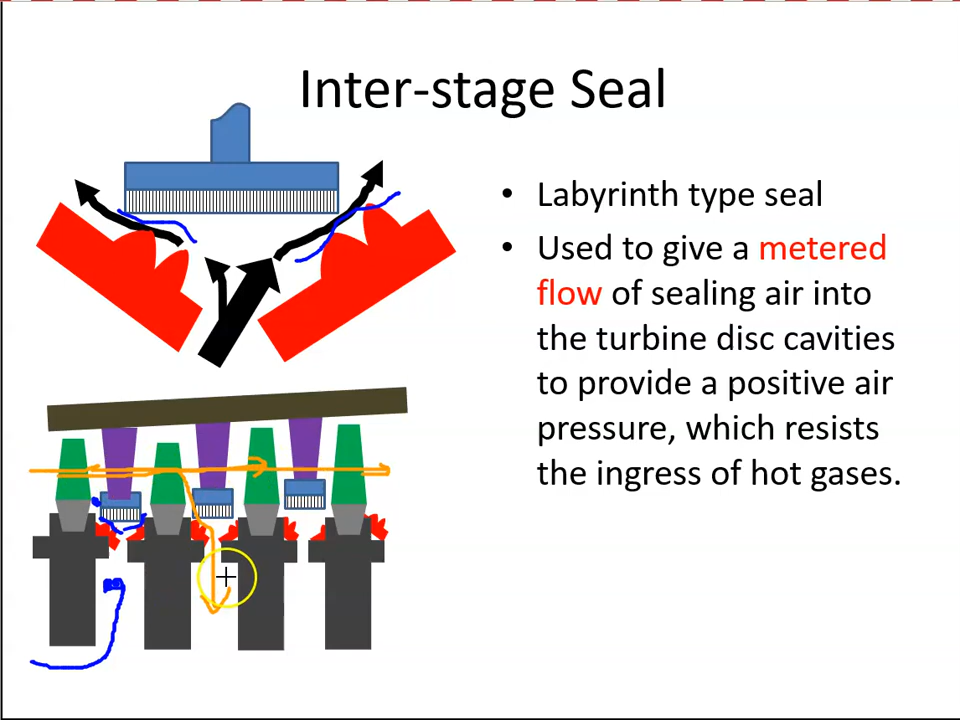 Inter-stage Seal
• Labyrinth type seal
• Used to give a metered
flow of sealing air into
the turbine disc cavities
to provide a positive air
pressure, which resists
the ingress of hot gases.